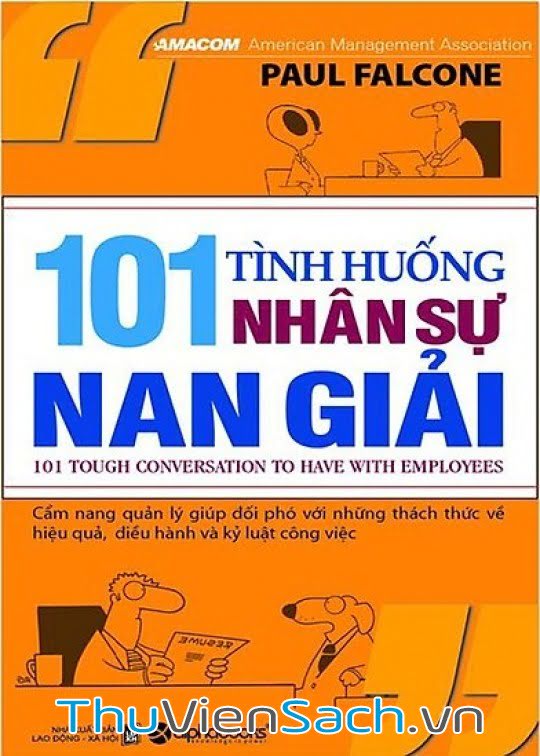 AMACOM American Management Association
PAUL FALCONE
101 TÌNH HUỐNG
NHÂN SỰ
NAN GIẢI
101 TOUGH CONVERSATION TO HAVE WITH EMPLOYEES
Cẩm nang quản lý giúp đối phó với những thách thức về
hiệu quả, điều hành và kỷ luật công việc
RESUME
ThuVienSach.vn
LAO ĐỘNG - XÃ HỘI